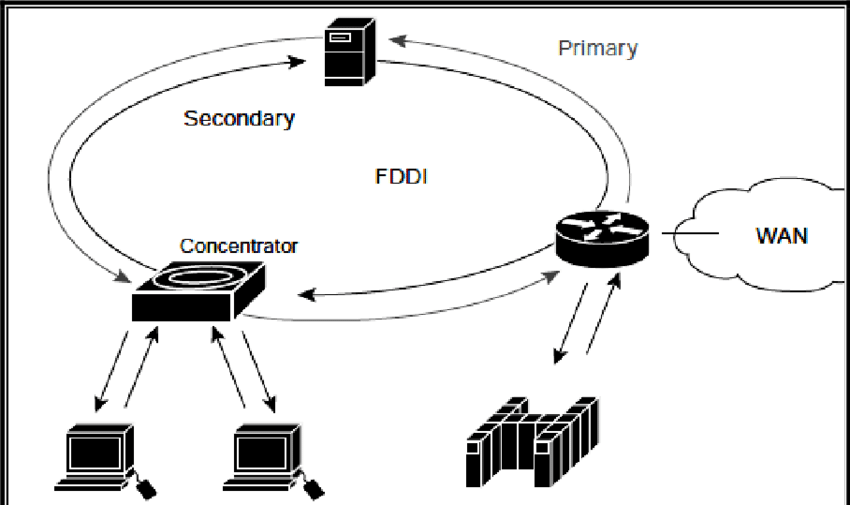 Primary
Secondary
FDDI
Concentrator
WAN